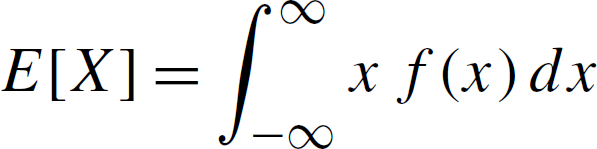 E[X] = ∫_{−∞}^{∞} x f(x) dx